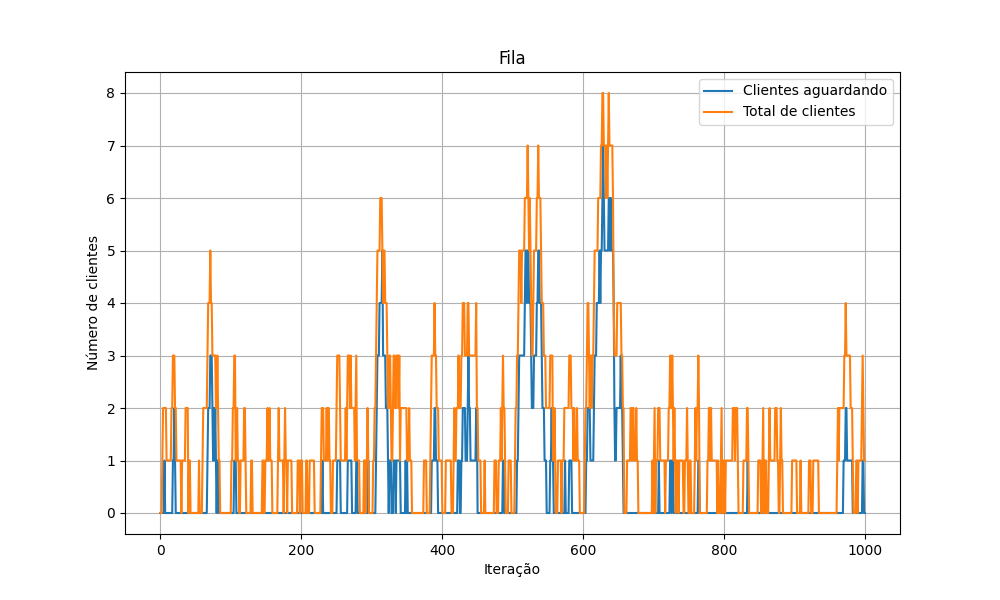 Fila
Clientes aguardando
Total de clientes
Número de clientes
8
7
6
5
4
3
2
1
0
0 200 400 600 800 1000
Iteração